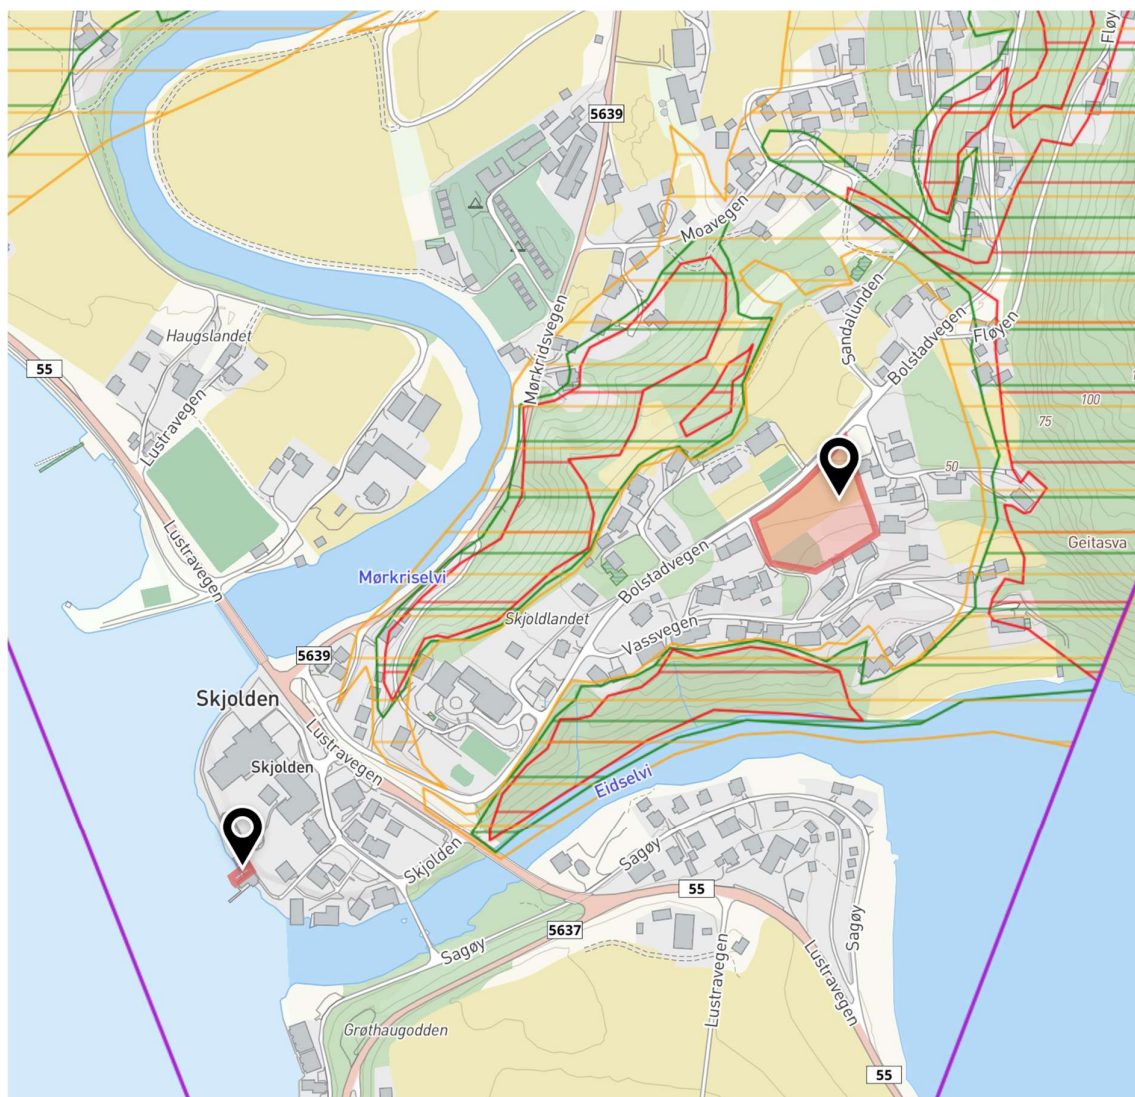 Fløy
5639
Moavegen
Mørkridsvegen
Haugslandet
55
Lustravegen
Sandalunden
Bolstadvegen
Fløyen
100
75
50
Lustravegen
Mørkriselvi
Geitasva
Bolstadvegen
Skjoldlandet
Vassvegen
5639
Skjolden
Lustravegen
Skjolden
Eidselvi
Skjolden
Sagøy
55
5637
Sagøy
Sagøy
Lustravegen
Lustravegen
Grøthaugodden
55